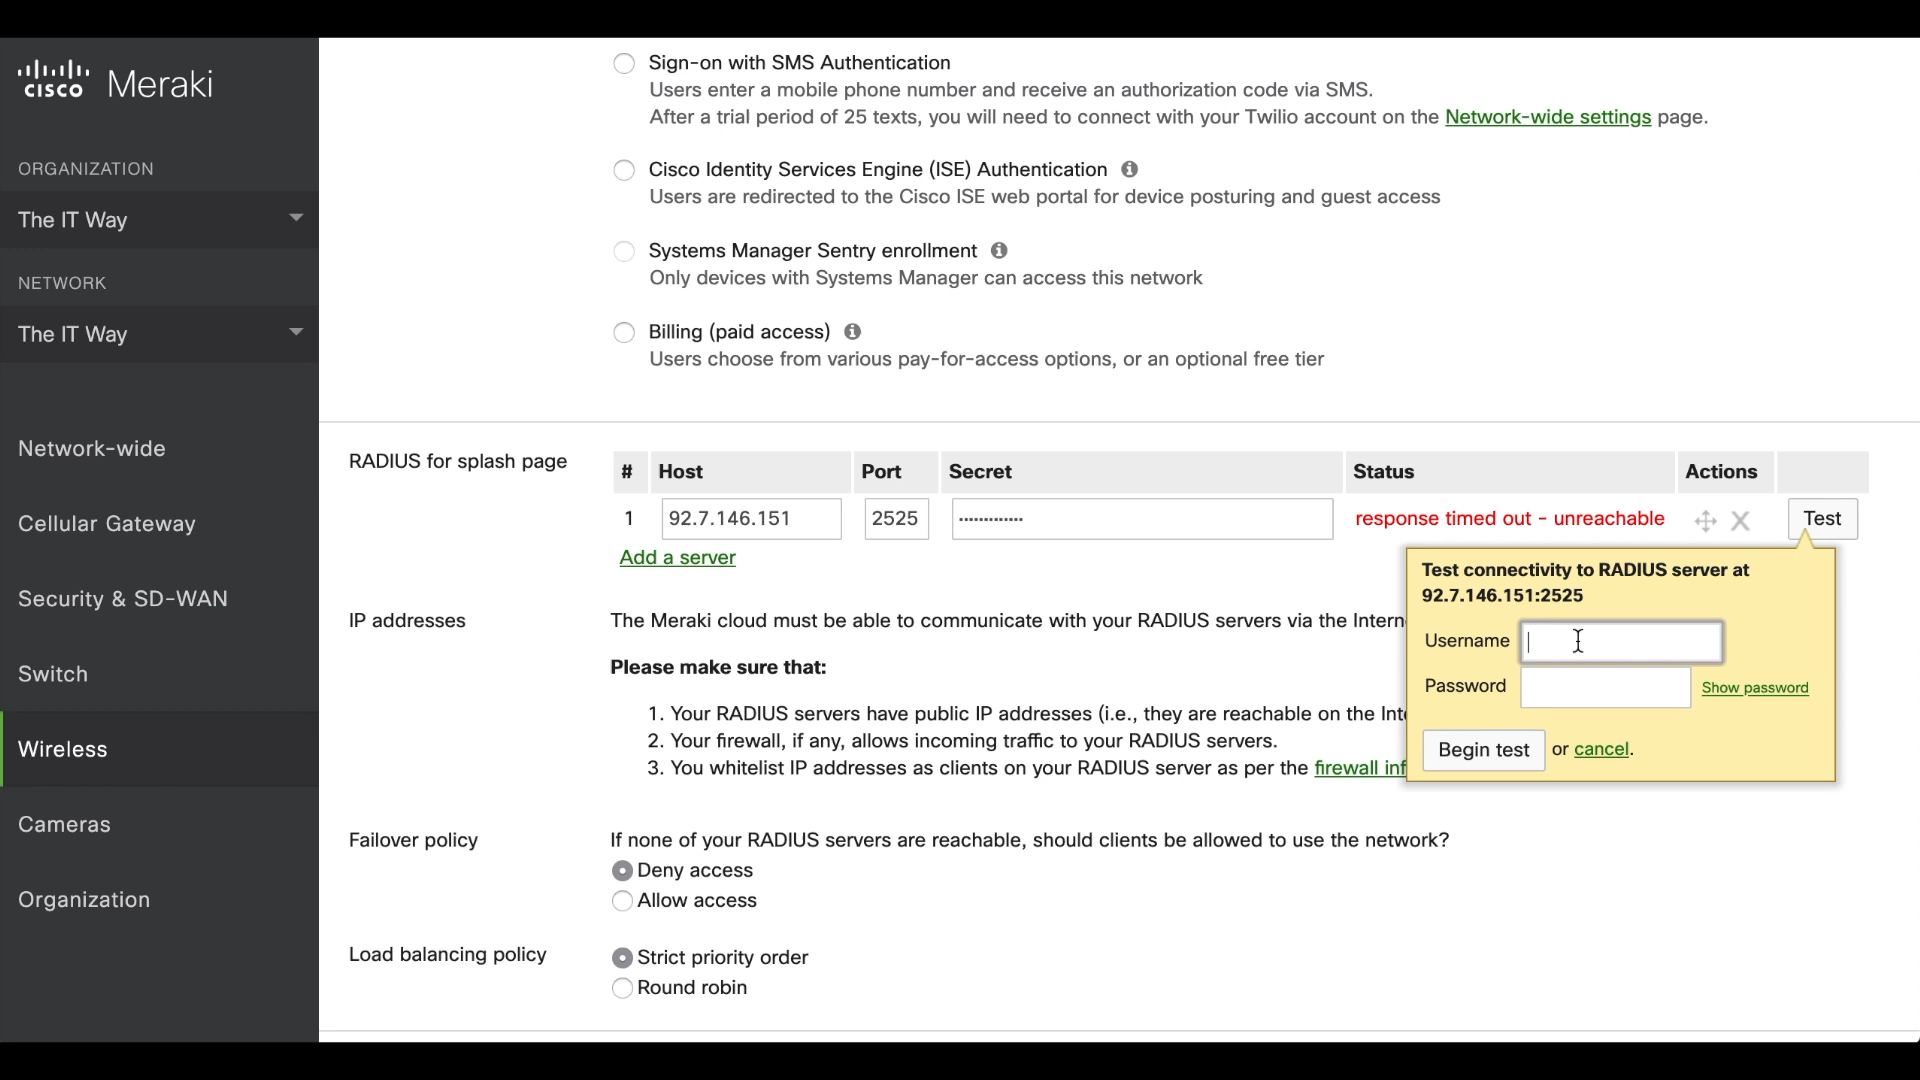 cisco Meraki
ORGANIZATION
The IT Way
NETWORK
The IT Way
Network-wide
Cellular Gateway
Security & SD-WAN
Switch
Wireless
Cameras
Organization
Sign-on with SMS Authentication
Users enter a mobile phone number and receive an authorization code via SMS.
After a trial period of 25 texts, you will need to connect with your Twilio account on the Network-wide settings page.
Cisco Identity Services Engine (ISE) Authentication
Users are redirected to the Cisco ISE web portal for device posturing and guest access
Systems Manager Sentry enrollment
Only devices with Systems Manager can access this network
Billing (paid access)
Users choose from various pay-for-access options, or an optional free tier
RADIUS for splash page
# Host Port Secret Status Actions
1 92.7.146.151 2525 ············· response timed out - unreachable Test
Add a server
Test connectivity to RADIUS server at
92.7.146.151:2525
Username
Password Show password
Begin test or cancel.
IP addresses
The Meraki cloud must be able to communicate with your RADIUS servers via the Intern
Please make sure that:
1. Your RADIUS servers have public IP addresses (i.e., they are reachable on the Int
2. Your firewall, if any, allows incoming traffic to your RADIUS servers.
3. You whitelist IP addresses as clients on your RADIUS server as per the firewall inf
Failover policy
If none of your RADIUS servers are reachable, should clients be allowed to use the network?
Deny access
Allow access
Load balancing policy
Strict priority order
Round robin